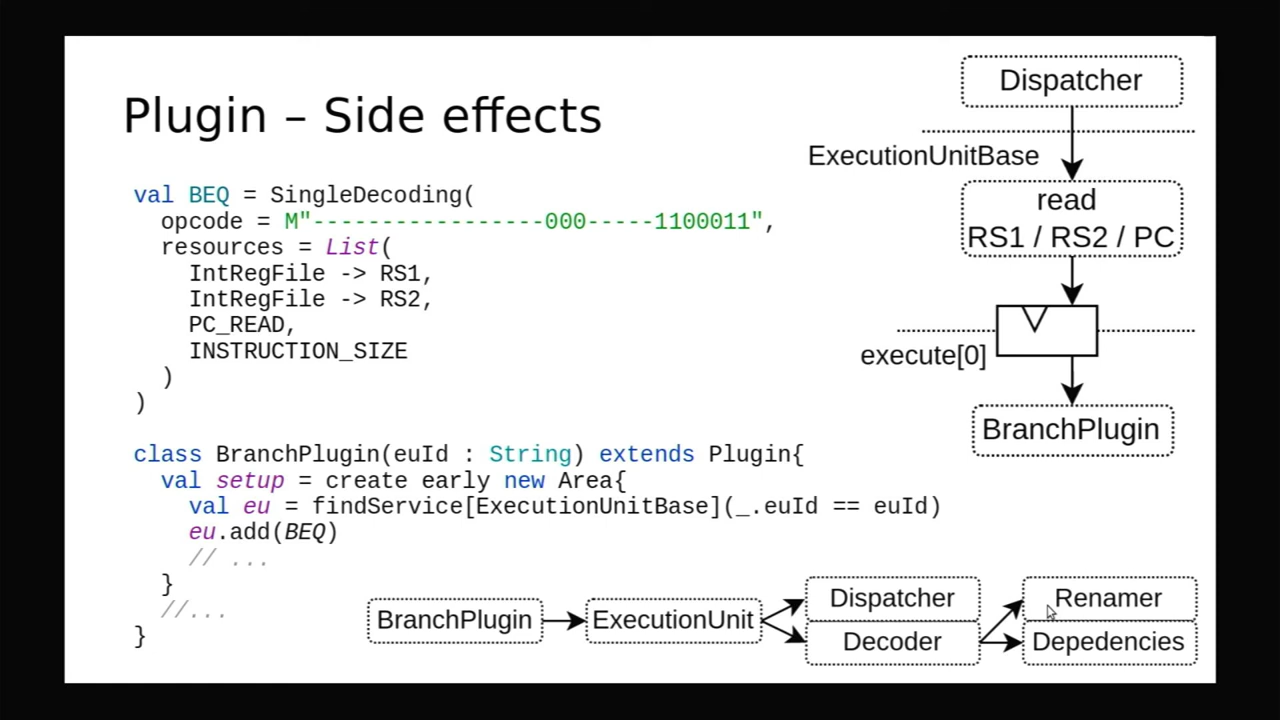 Plugin – Side effects
val BEQ = SingleDecoding(
opcode = M"-----------------000-----1100011",
resources = List(
IntRegFile -> RS1,
IntRegFile -> RS2,
PC_READ,
INSTRUCTION_SIZE
)
)
class BranchPlugin(euId : String) extends Plugin{
val setup = create early new Area{
val eu = findService[ExecutionUnitBase](_.euId == euId)
eu.add(BEQ)
// ...
}
//...
}
Dispatcher
ExecutionUnitBase
read
RS1 / RS2 / PC
execute[0]
BranchPlugin
BranchPlugin
ExecutionUnit
Dispatcher
Decoder
Renamer
Depedencies